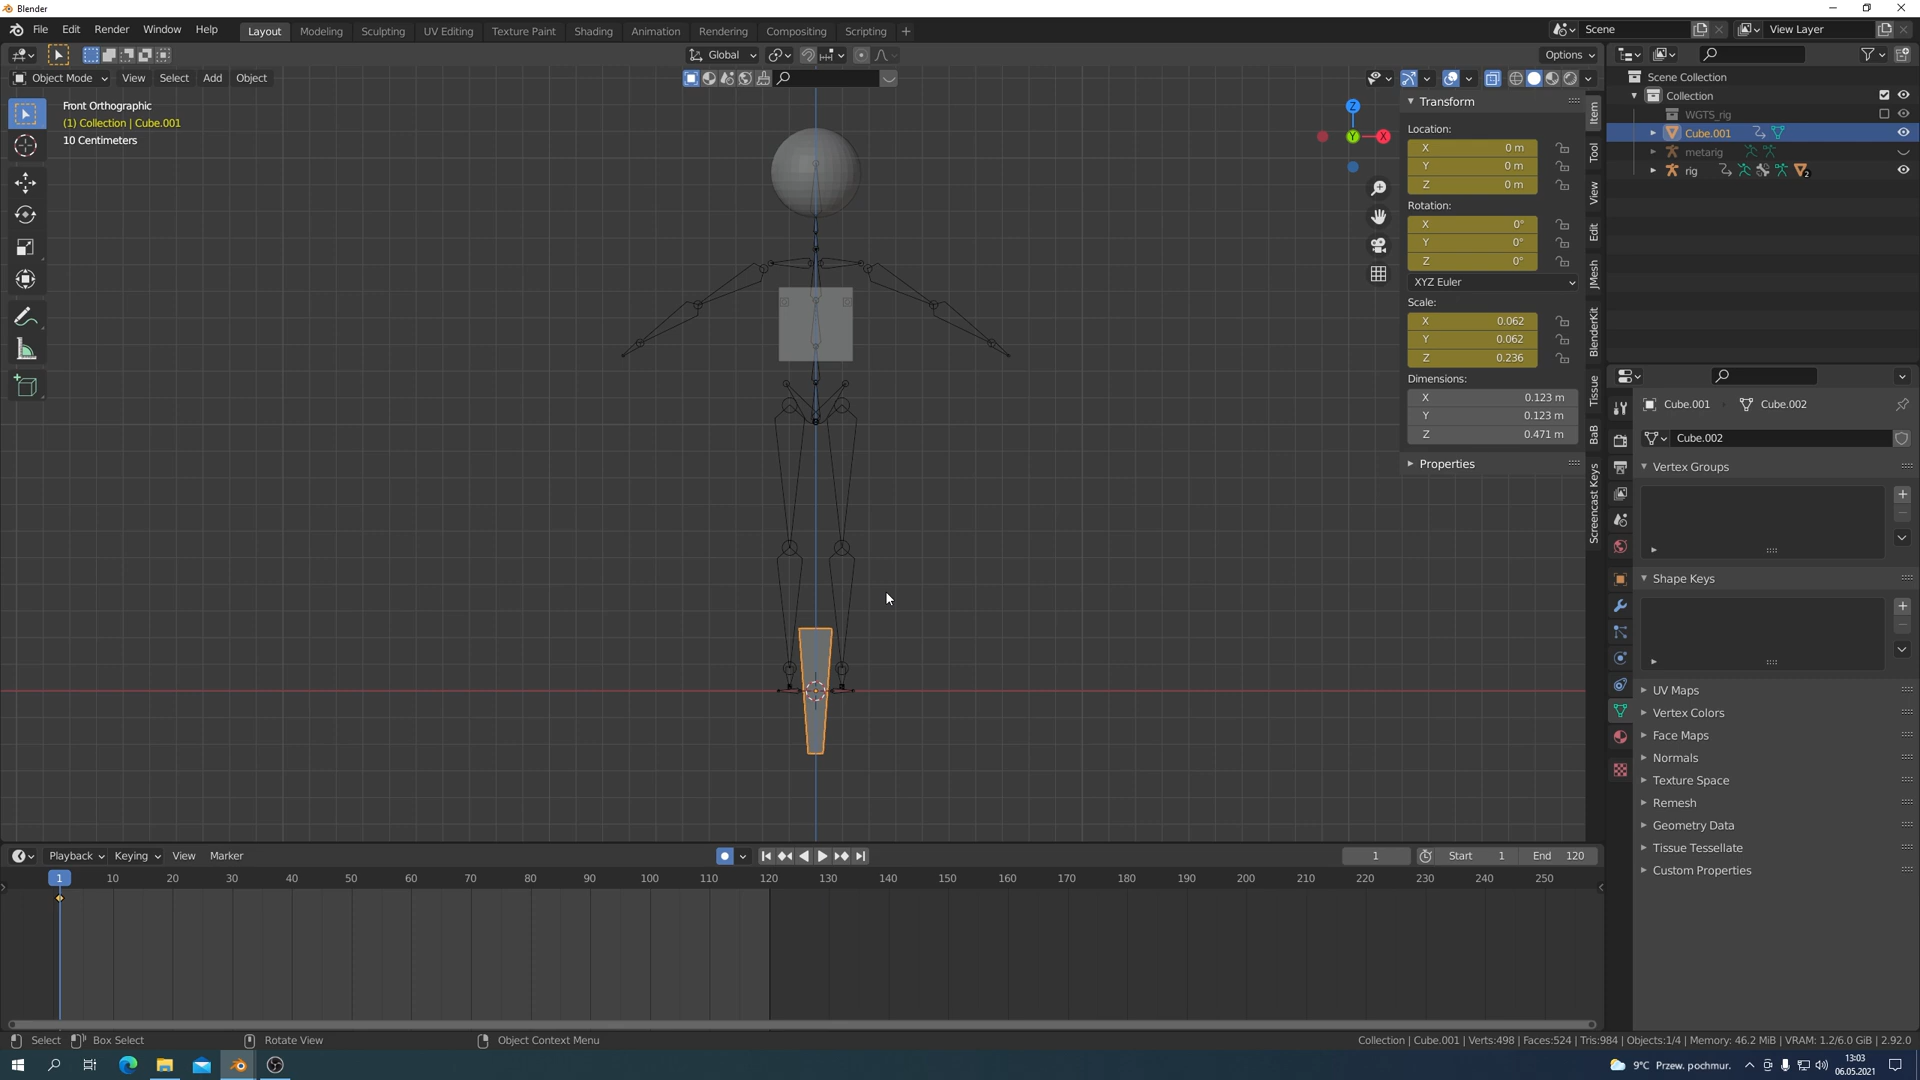 Blender
File Edit Render Window Help
Layout Modeling Sculpting UV Editing Texture Paint Shading Animation Rendering Compositing Scripting +
Scene
View Layer
Global
Options
Object Mode View Select Add Object
Front Orthographic
(1) Collection | Cube.001
10 Centimeters
Z
Y
X
Transform
Location:
X 0 m
Y 0 m
Z 0 m
Rotation:
X 0°
Y 0°
Z 0°
XYZ Euler
Scale:
X 0.062
Y 0.062
Z 0.236
Dimensions:
X 0.123 m
Y 0.123 m
Z 0.471 m
Properties
Item
Tool
View
Edit
JMesh
BlenderKit
Tissue
BaB
Screencast Keys
Scene Collection
Collection
WGTS_rig
Cube.001
metarig
rig 2
Cube.001 Cube.002
Cube.002
Vertex Groups
Shape Keys
UV Maps
Vertex Colors
Face Maps
Normals
Texture Space
Remesh
Geometry Data
Tissue Tessellate
Custom Properties
Playback Keying View Marker
1 Start 1 End 120
1 10 20 30 40 50 60 70 80 90 100 110 120 130 140 150 160 170 180 190 200 210 220 230 240 250
Select Box Select Rotate View Object Context Menu
Collection | Cube.001 | Verts:498 | Faces:524 | Tris:984 | Objects:1/4 | Memory: 46.2 MiB | VRAM: 1.2/6.0 GiB | 2.92.0
9°C Przew. pochmur.
13:03
06.05.2021